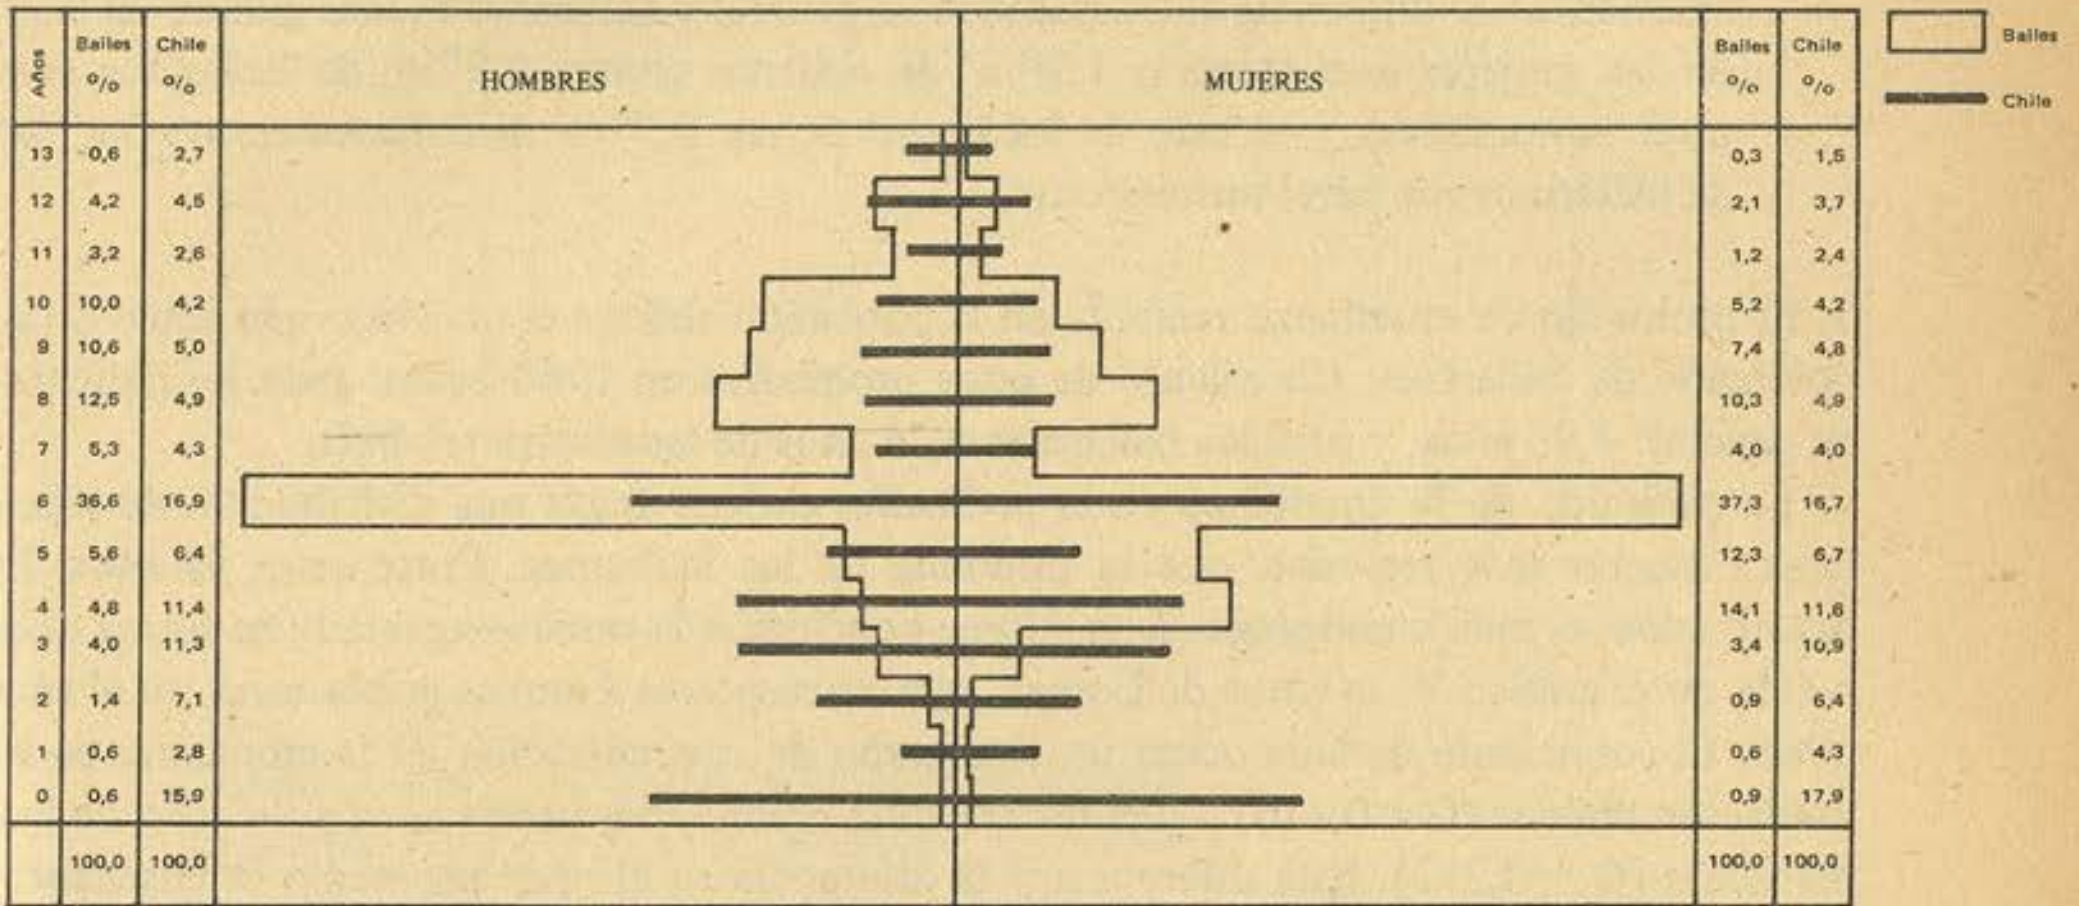 Años Bailes º/o Chile º/o HOMBRES MUJERES Bailes º/o Chile º/o
Bailes
Chile
13 0,6 2,7 0,3 1,5
12 4,2 4,5 2,1 3,7
11 3,2 2,6 1,2 2,4
10 10,0 4,2 5,2 4,2
9 10,6 5,0 7,4 4,8
8 12,5 4,9 10,3 4,9
7 5,3 4,3 4,0 4,0
6 36,6 16,9 37,3 16,7
5 5,6 6,4 12,3 6,7
4 4,8 11,4 14,1 11,6
3 4,0 11,3 3,4 10,9
2 1,4 7,1 0,9 6,4
1 0,6 2,8 0,6 4,3
0 0,6 15,9 0,9 17,9
100,0 100,0 100,0 100,0